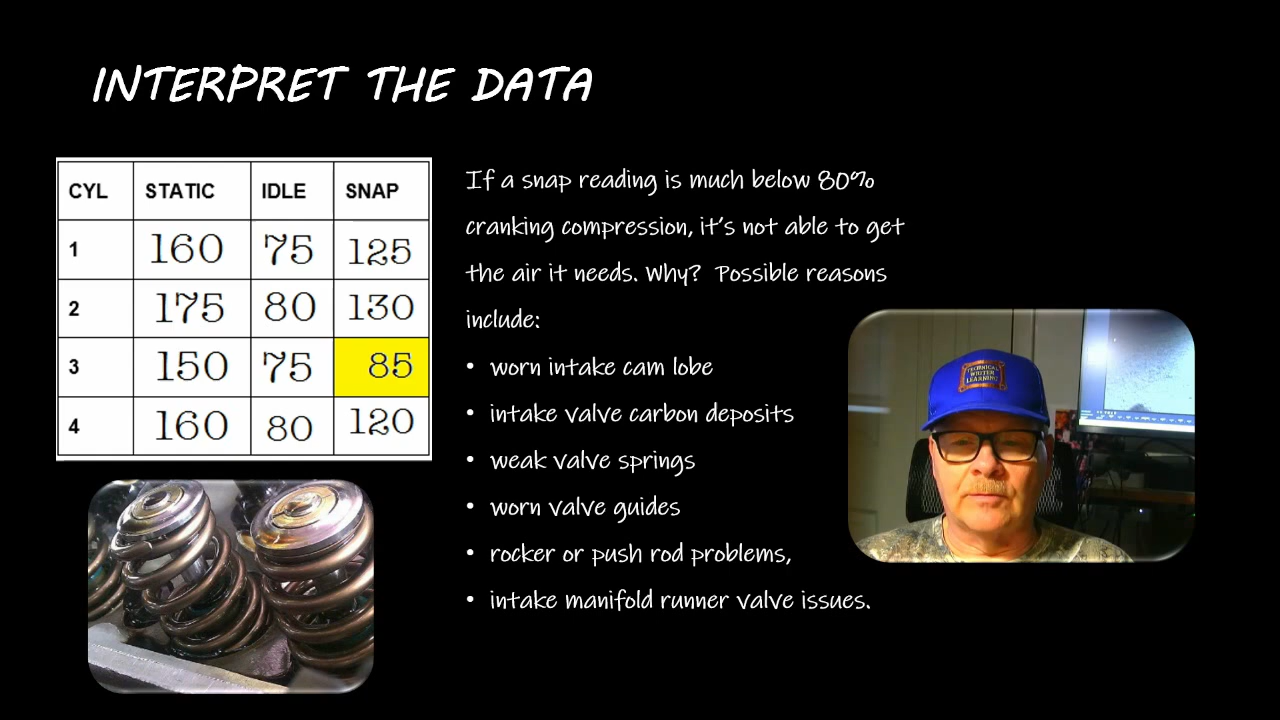 INTERPRET THE DATA
CYL STATIC IDLE SNAP
1 160 75 125
2 175 80 130
3 150 75 85
4 160 80 120
If a snap reading is much below 80%
cranking compression, it's not able to get
the air it needs. Why? Possible reasons
include:
• worn intake cam lobe
• intake valve carbon deposits
• weak valve springs
• worn valve guides
• rocker or push rod problems,
• intake manifold runner valve issues.
TECHNICAL
WRITER
LEARNING